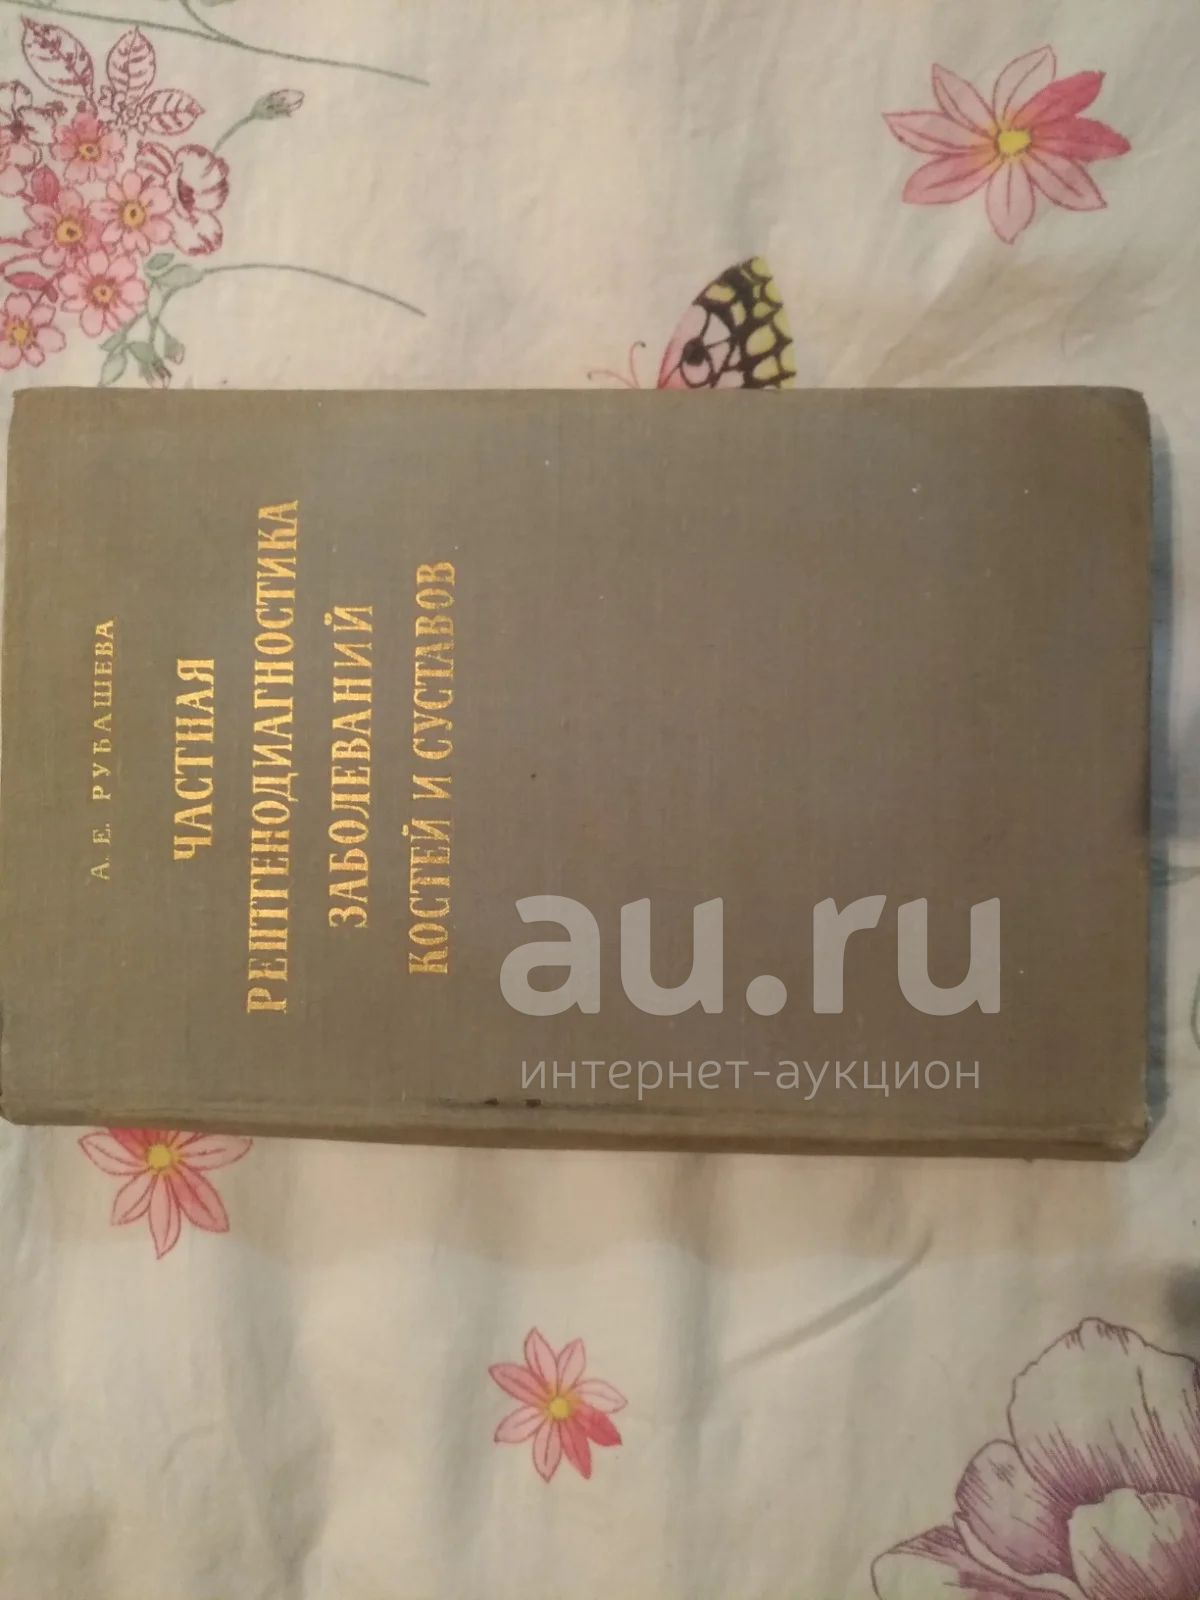 А. Е. РУБАШЕВА
ЧАСТНАЯ
РЕНТГЕНОДИАГНОСТИКА
ЗАБОЛЕВАНИЙ
КОСТЕЙ И СУСТАВОВ
au.ru
интернет-аукцион